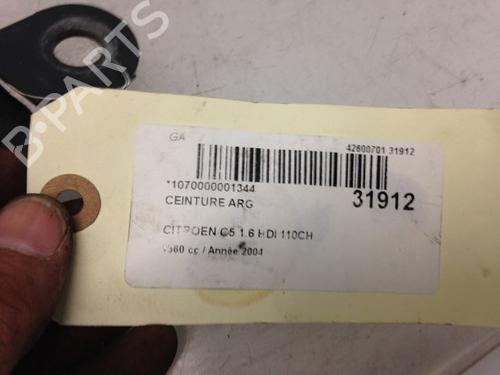 B-PARTS
GA
42600701 31912
*1070000001344
31912
CEINTURE ARG
CITROEN C5 1.6 HDI 110CH
1560 cc / Année 2004